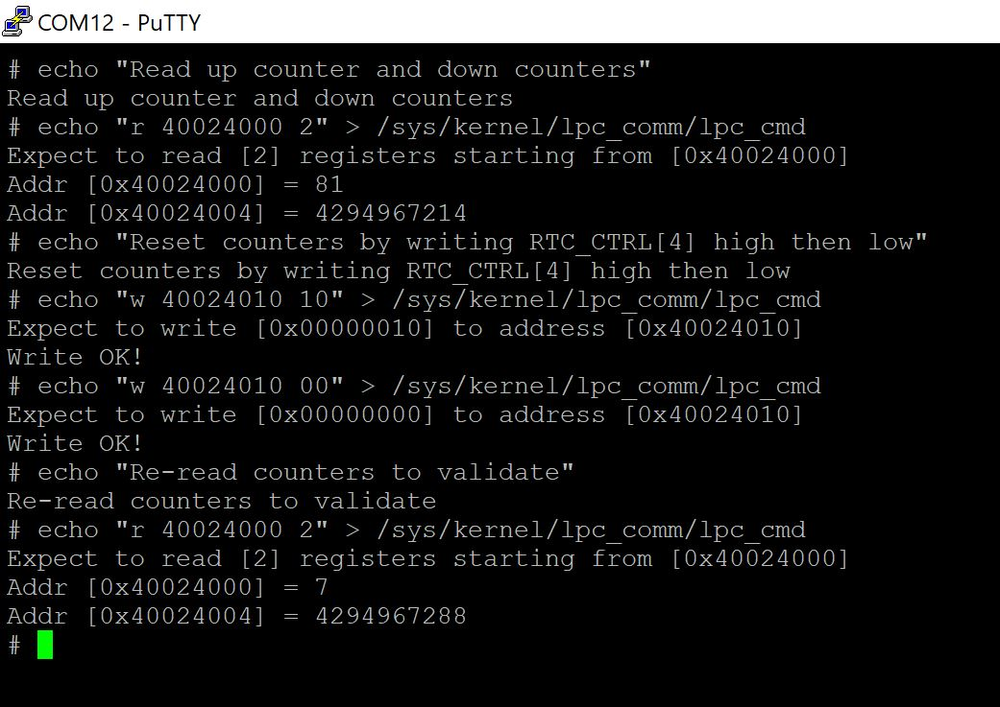 COM12 - PuTTY
# echo "Read up counter and down counters"
Read up counter and down counters
# echo "r 40024000 2" > /sys/kernel/lpc_comm/lpc_cmd
Expect to read [2] registers starting from [0x40024000]
Addr [0x40024000] = 81
Addr [0x40024004] = 4294967214
# echo "Reset counters by writing RTC_CTRL[4] high then low"
Reset counters by writing RTC_CTRL[4] high then low
# echo "w 40024010 10" > /sys/kernel/lpc_comm/lpc_cmd
Expect to write [0x00000010] to address [0x40024010]
Write OK!
# echo "w 40024010 00" > /sys/kernel/lpc_comm/lpc_cmd
Expect to write [0x00000000] to address [0x40024010]
Write OK!
# echo "Re-read counters to validate"
Re-read counters to validate
# echo "r 40024000 2" > /sys/kernel/lpc_comm/lpc_cmd
Expect to read [2] registers starting from [0x40024000]
Addr [0x40024000] = 7
Addr [0x40024004] = 4294967288
#